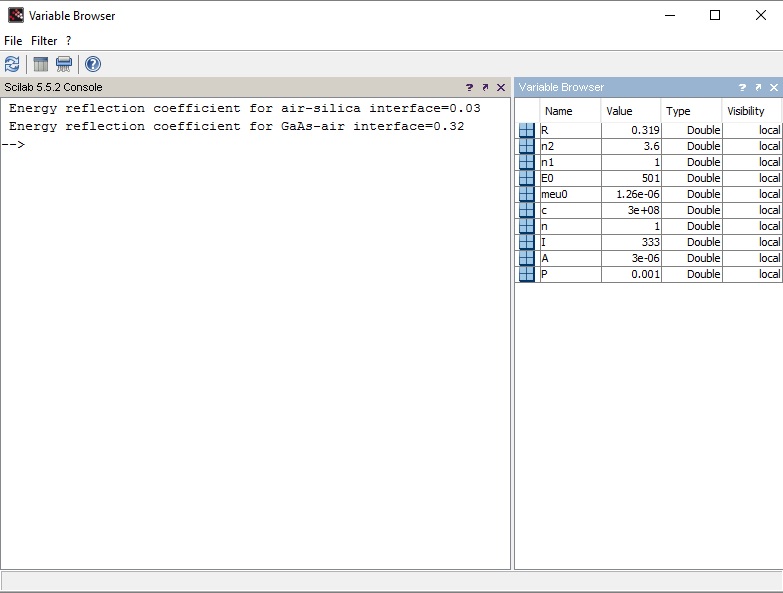 Variable Browser
File Filter ?
Scilab 5.5.2 Console
Energy reflection coefficient for air-silica interface=0.03
Energy reflection coefficient for GaAs-air interface=0.32
-->
Variable Browser
Name Value Type Visibility
R 0.319 Double local
n2 3.6 Double local
n1 1 Double local
E0 501 Double local
meu0 1.26e-06 Double local
c 3e+08 Double local
n 1 Double local
I 333 Double local
A 3e-06 Double local
P 0.001 Double local